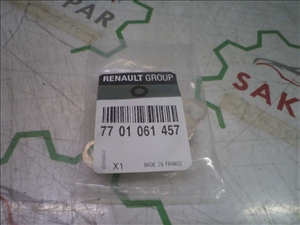 PAR
RENAULT GROUP
SAK
77 01 061 457
X1 MADE IN FRANCE